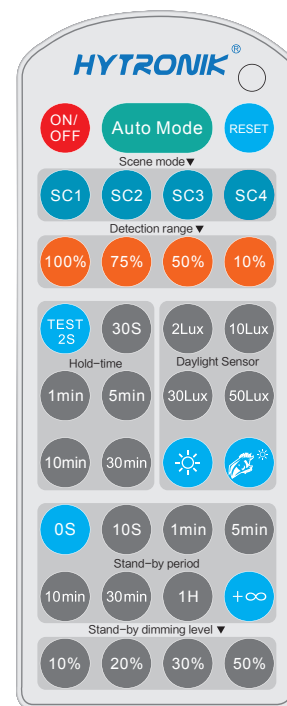 HYTRONIK®
ON/OFF Auto Mode RESET
Scene mode▼
SC1 SC2 SC3 SC4
Detection range▼
100% 75% 50% 10%
TEST 2S 30S 2Lux 10Lux
Hold-time Daylight Sensor
1min 5min 30Lux 50Lux
10min 30min
0S 10S 1min 5min
Stand-by period
10min 30min 1H +∞
Stand-by dimming level ▼
10% 20% 30% 50%